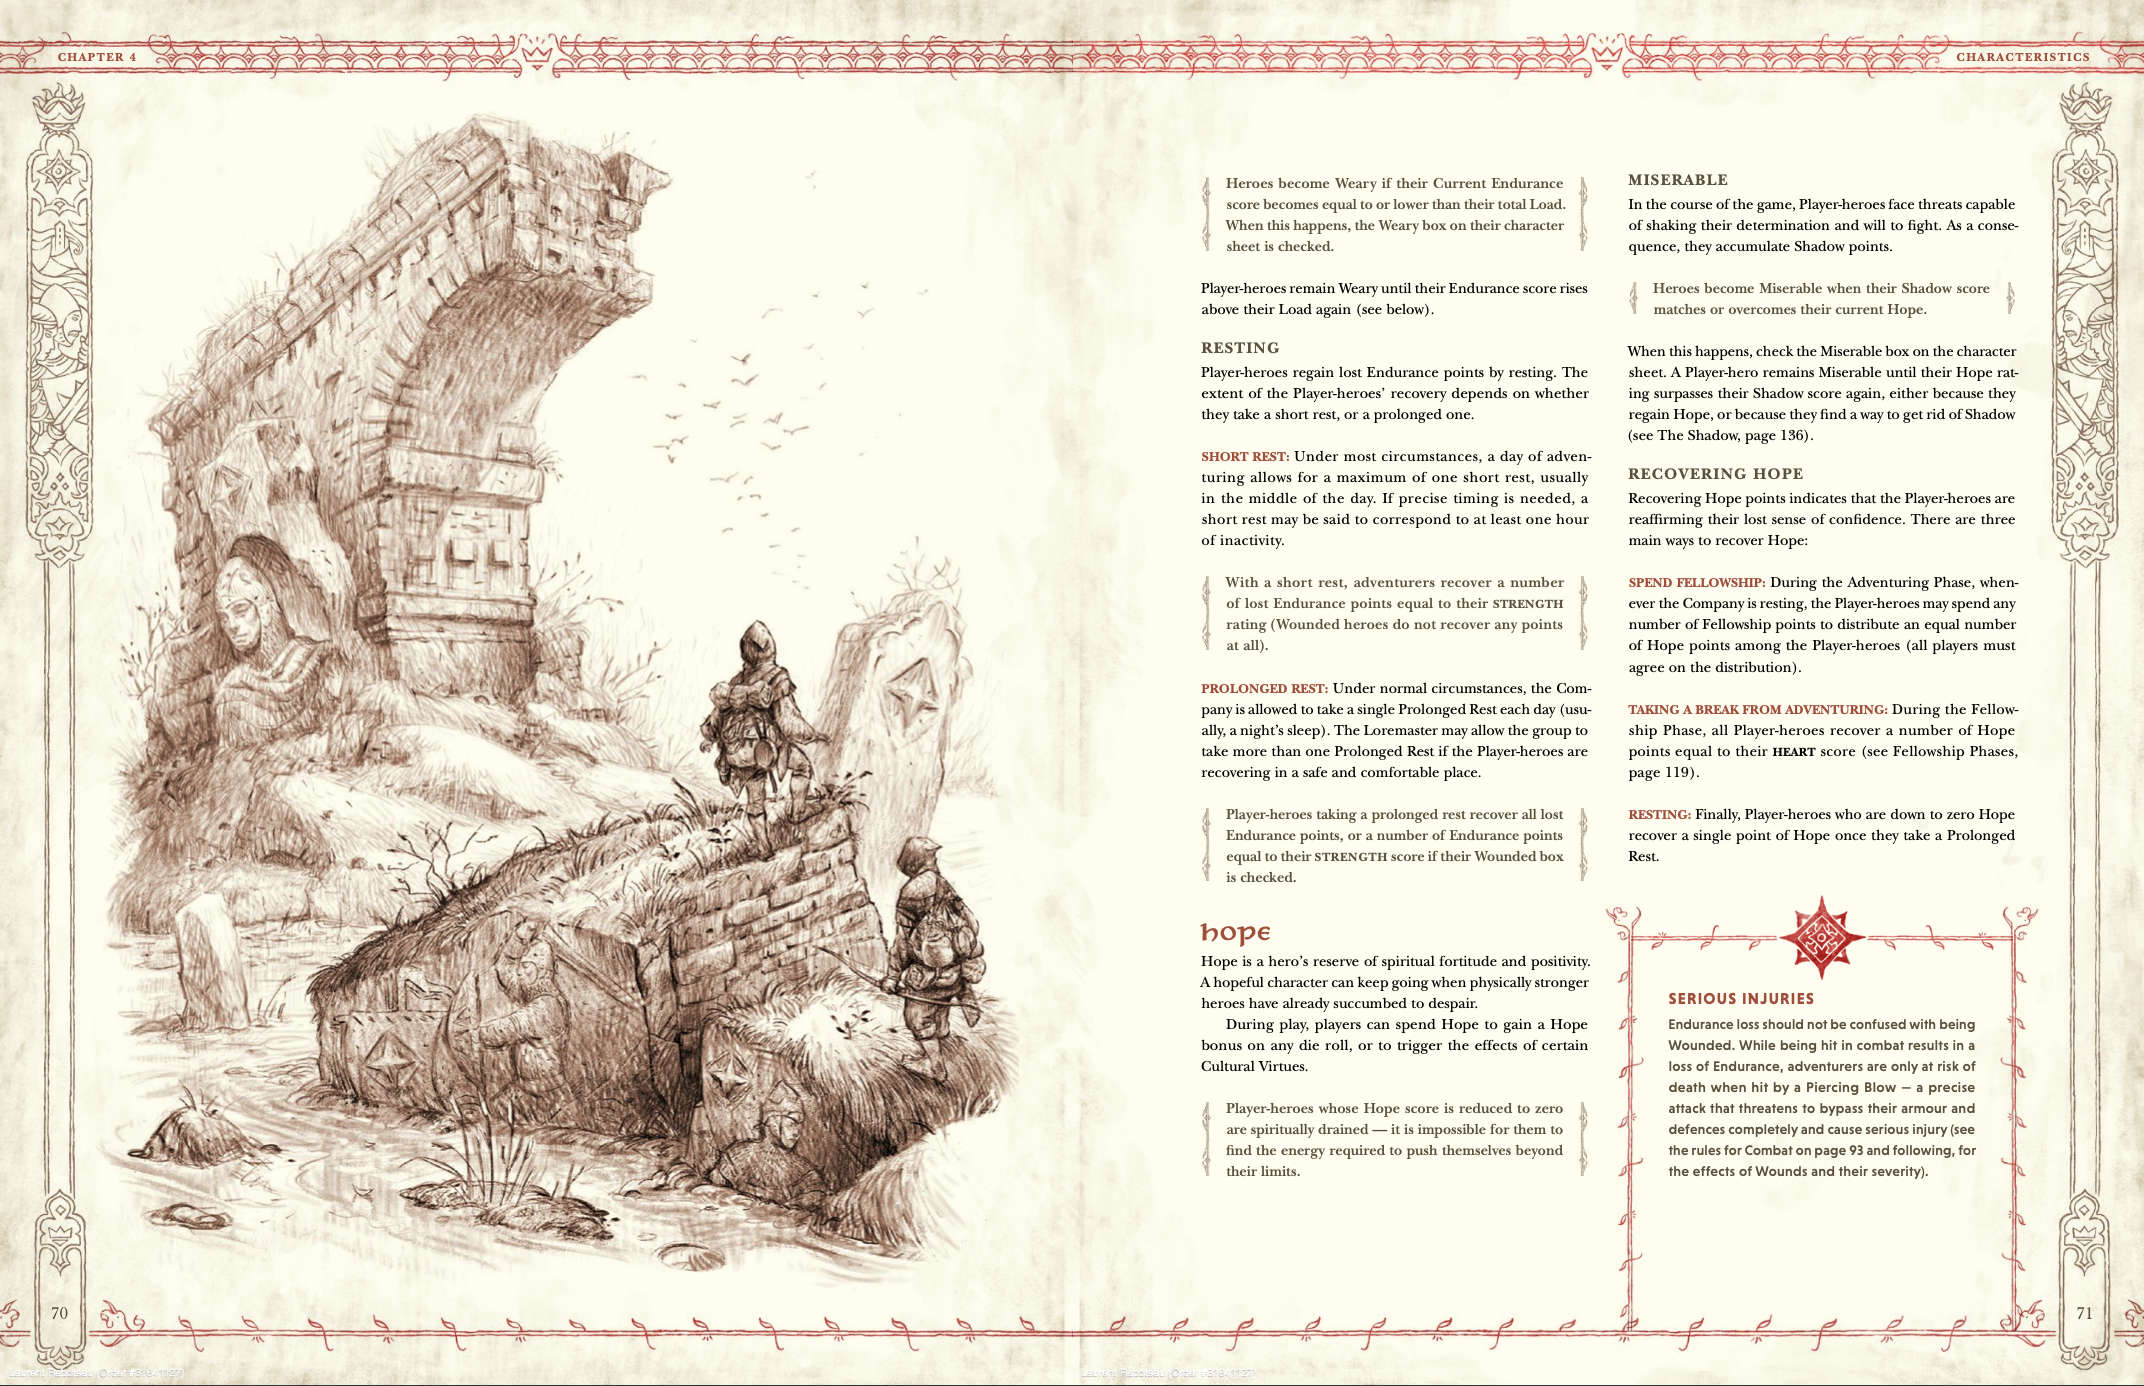 CHAPTER 4
CHARACTERISTICS
Heroes become Weary if their Current Endurance
score becomes equal to or lower than their total Load.
When this happens, the Weary box on their character
sheet is checked.
Player-heroes remain Weary until their Endurance score rises
above their Load again (see below).
RESTING
Player-heroes regain lost Endurance points by resting. The
extent of the Player-heroes’ recovery depends on whether
they take a short rest, or a prolonged one.
SHORT REST: Under most circumstances, a day of adven-
turing allows for a maximum of one short rest, usually
in the middle of the day. If precise timing is needed, a
short rest may be said to correspond to at least one hour
of inactivity.
With a short rest, adventurers recover a number
of lost Endurance points equal to their STRENGTH
rating (Wounded heroes do not recover any points
at all).
PROLONGED REST: Under normal circumstances, the Com-
pany is allowed to take a single Prolonged Rest each day (usu-
ally, a night’s sleep). The Loremaster may allow the group to
take more than one Prolonged Rest if the Player-heroes are
recovering in a safe and comfortable place.
Player-heroes taking a prolonged rest recover all lost
Endurance points, or a number of Endurance points
equal to their STRENGTH score if their Wounded box
is checked.
hope
Hope is a hero’s reserve of spiritual fortitude and positivity.
A hopeful character can keep going when physically stronger
heroes have already succumbed to despair.
During play, players can spend Hope to gain a Hope
bonus on any die roll, or to trigger the effects of certain
Cultural Virtues.
Player-heroes whose Hope score is reduced to zero
are spiritually drained — it is impossible for them to
find the energy required to push themselves beyond
their limits.
MISERABLE
In the course of the game, Player-heroes face threats capable
of shaking their determination and will to fight. As a conse-
quence, they accumulate Shadow points.
Heroes become Miserable when their Shadow score
matches or overcomes their current Hope.
When this happens, check the Miserable box on the character
sheet. A Player-hero remains Miserable until their Hope rat-
ing surpasses their Shadow score again, either because they
regain Hope, or because they find a way to get rid of Shadow
(see The Shadow, page 136).
RECOVERING HOPE
Recovering Hope points indicates that the Player-heroes are
reaffirming their lost sense of confidence. There are three
main ways to recover Hope:
SPEND FELLOWSHIP: During the Adventuring Phase, when-
ever the Company is resting, the Player-heroes may spend any
number of Fellowship points to distribute an equal number
of Hope points among the Player-heroes (all players must
agree on the distribution).
TAKING A BREAK FROM ADVENTURING: During the Fellow-
ship Phase, all Player-heroes recover a number of Hope
points equal to their HEART score (see Fellowship Phases,
page 119).
RESTING: Finally, Player-heroes who are down to zero Hope
recover a single point of Hope once they take a Prolonged
Rest.
SERIOUS INJURIES
Endurance loss should not be confused with being
Wounded. While being hit in combat results in a
loss of Endurance, adventurers are only at risk of
death when hit by a Piercing Blow — a precise
attack that threatens to bypass their armour and
defences completely and cause serious injury (see
the rules for Combat on page 93 and following, for
the effects of Wounds and their severity).
70
71